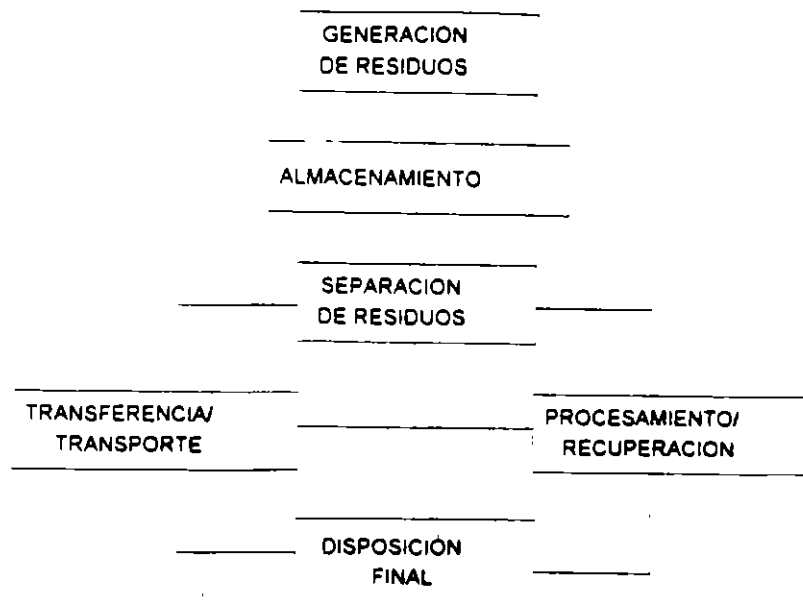 GENERACION
DE RESIDUOS
ALMACENAMIENTO
SEPARACION
DE RESIDUOS
TRANSFERENCIA/
TRANSPORTE
PROCESAMIENTO/
RECUPERACION
DISPOSICIÓN
FINAL